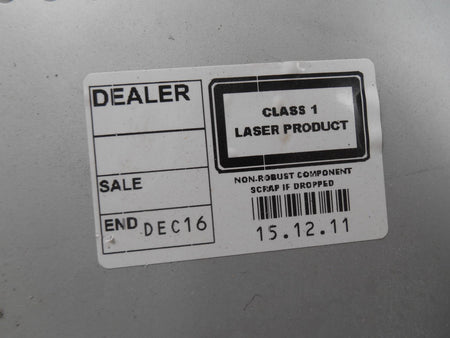 DEALER
SALE
END DEC16
CLASS 1
LASER PRODUCT
NON-ROBUST COMPONENT
SCRAP IF DROPPED
15.12.11